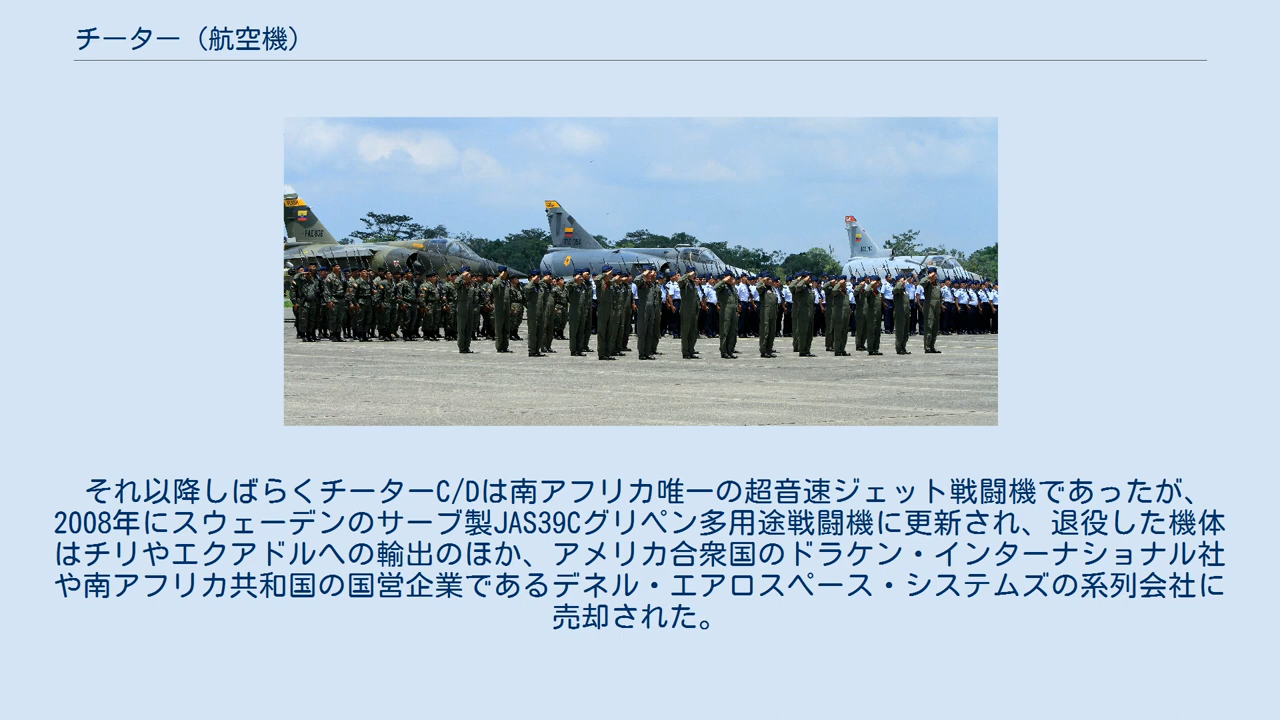 チーター（航空機）
それ以降しばらくチーターC/Dは南アフリカ唯一の超音速ジェット戦闘機であったが、
2008年にスウェーデンのサーブ製JAS39Cグリペン多用途戦闘機に更新され、退役した機体
はチリやエクアドルへの輸出のほか、アメリカ合衆国のドラケン・インターナショナル社
や南アフリカ共和国の国営企業であるデネル・エアロスペース・システムズの系列会社に
売却された。